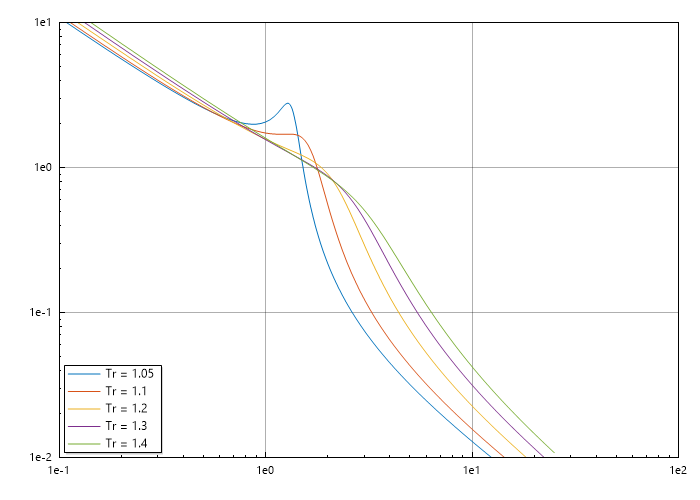 1e1
1e0
1e-1
1e-2
Tr = 1.05
Tr = 1.1
Tr = 1.2
Tr = 1.3
Tr = 1.4
1e-1 1e0 1e1 1e2